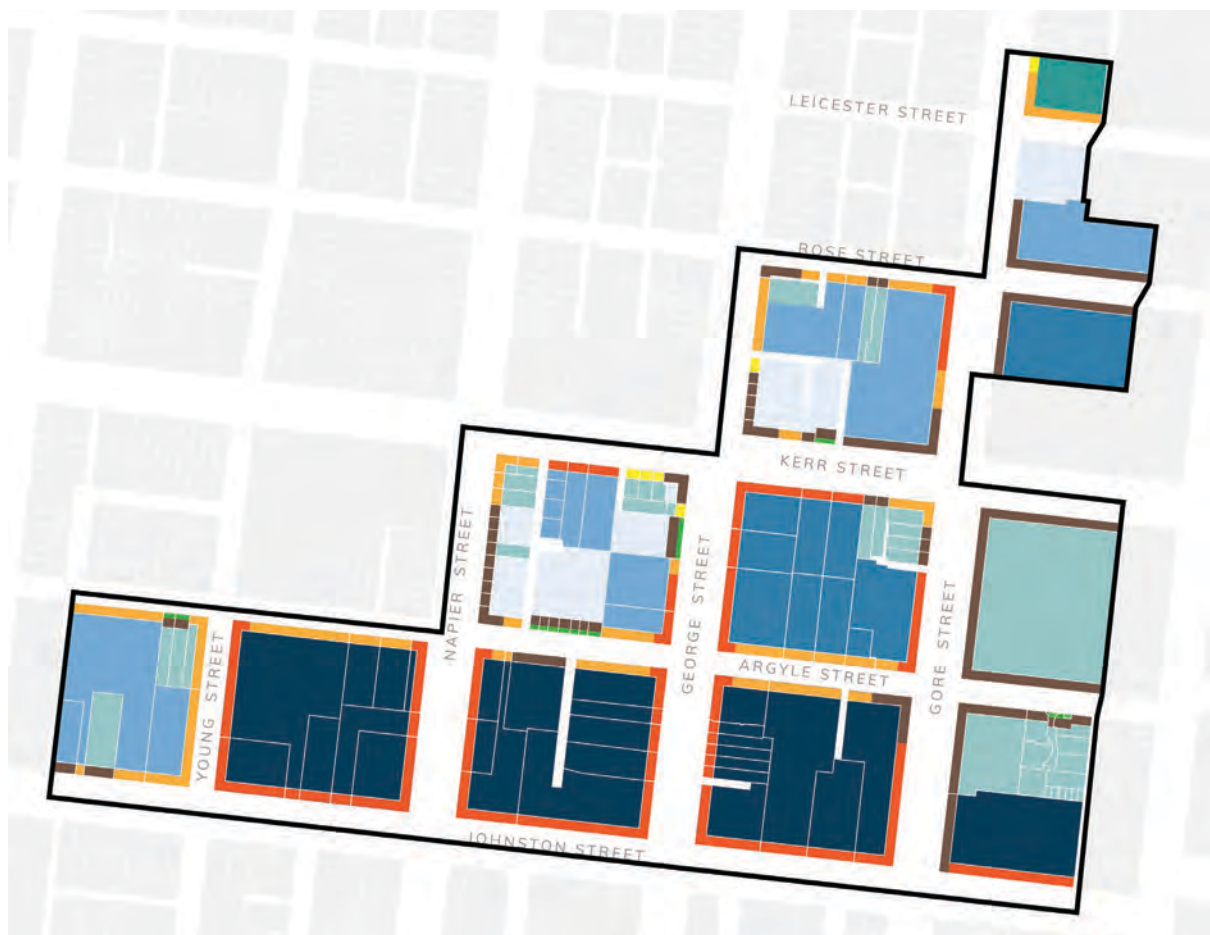 LEICESTER STREET
ROSE STREET
KERR STREET
NAPIER STREET
GEORGE STREET
GORE STREET
ARGYLE STREET
YOUNG STREET
JOHNSTON STREET